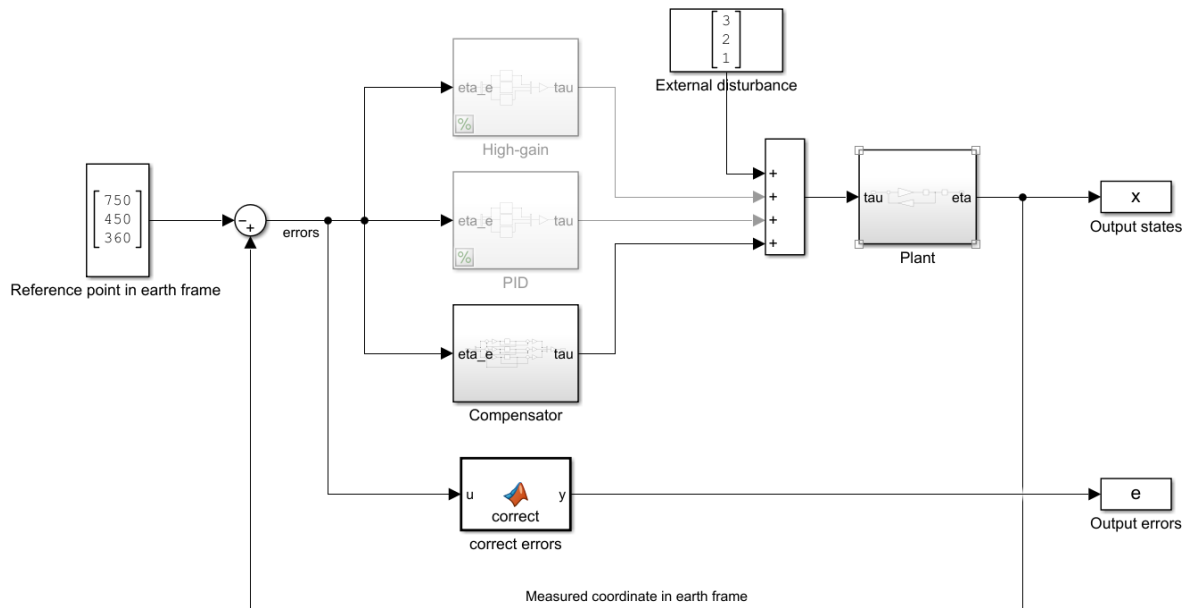 3
2
1
External disturbance
eta_e
tau
%
High-gain
750
450
360
Reference point in earth frame
−
+
errors
eta_e
tau
%
PID
eta_e
tau
Compensator
+
+
+
+
tau
eta
Plant
x
Output states
u
y
correct
correct errors
e
Output errors
Measured coordinate in earth frame